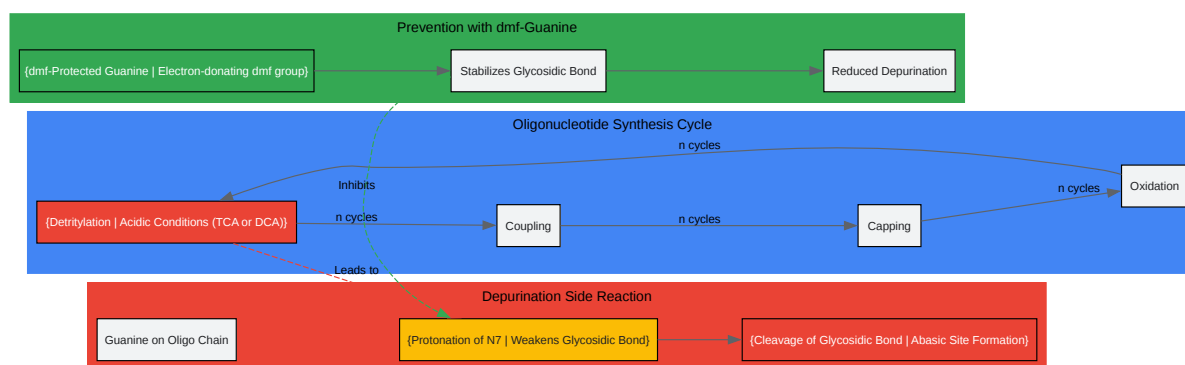 Prevention with dmf-Guanine
{dmf-Protected Guanine | Electron-donating dmf group}
Stabilizes Glycosidic Bond
Reduced Depurination
Oligonucleotide Synthesis Cycle
n cycles
Inhibits
Oxidation
n cycles
{Detritylation | Acidic Conditions (TCA or DCA)}
n cycles
Coupling
n cycles
Capping
Leads to
Depurination Side Reaction
Guanine on Oligo Chain
{Protonation of N7 | Weakens Glycosidic Bond}
{Cleavage of Glycosidic Bond | Abasic Site Formation}